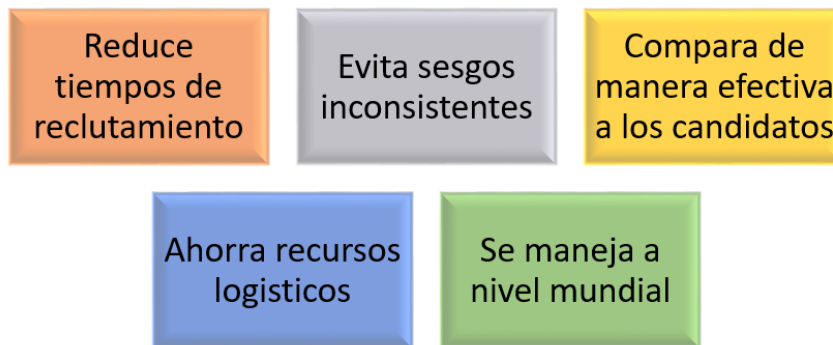 Reduce
tiempos de
reclutamiento
Evita sesgos
inconsistentes
Compara de
manera efectiva
a los candidatos
Ahorra recursos
logisticos
Se maneja a
nivel mundial